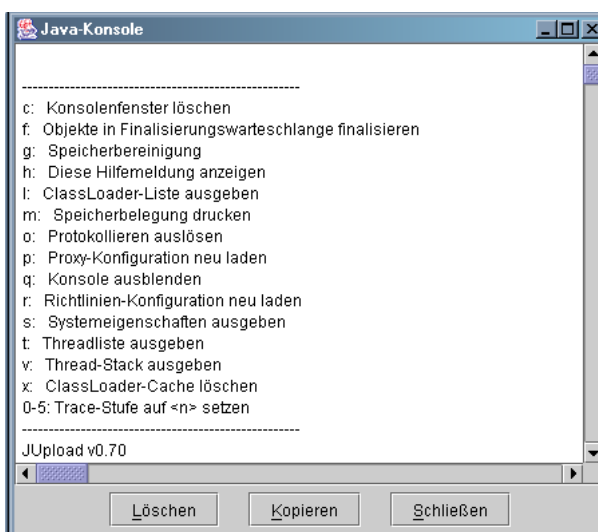 Java-Konsole
----------------------------------------------------
c: Konsolenfenster löschen
f: Objekte in Finalisierungswarteschlange finalisieren
g: Speicherbereinigung
h: Diese Hilfemeldung anzeigen
l: ClassLoader-Liste ausgeben
m: Speicherbelegung drucken
o: Protokollieren auslösen
p: Proxy-Konfiguration neu laden
q: Konsole ausblenden
r: Richtlinien-Konfiguration neu laden
s: Systemeigenschaften ausgeben
t: Threadliste ausgeben
v: Thread-Stack ausgeben
x: ClassLoader-Cache löschen
0-5: Trace-Stufe auf <n> setzen
----------------------------------------------------
JUpload v0.70
Löschen Kopieren Schließen